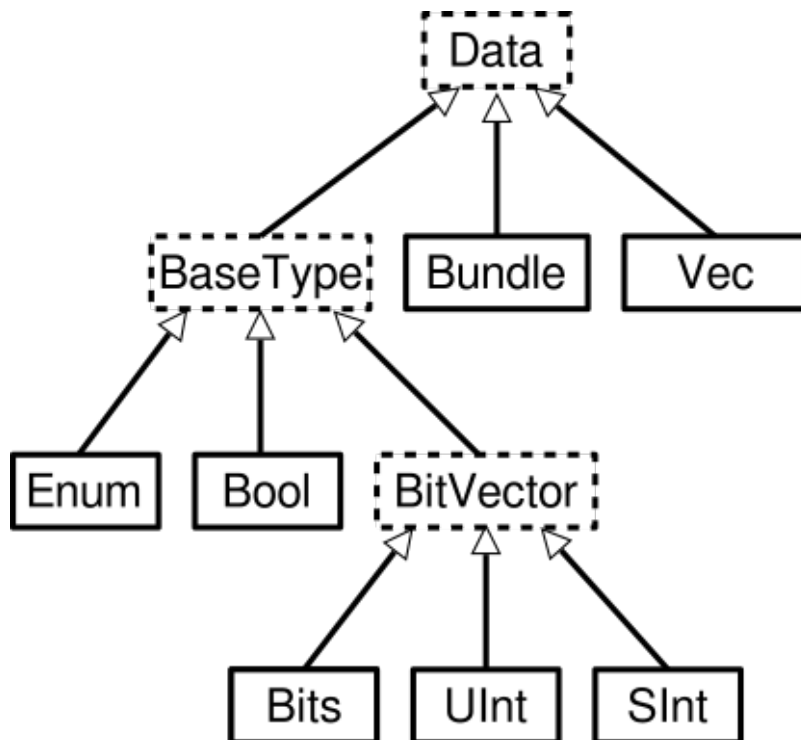 Data
BaseType
Bundle
Vec
Enum
Bool
BitVector
Bits
UInt
SInt